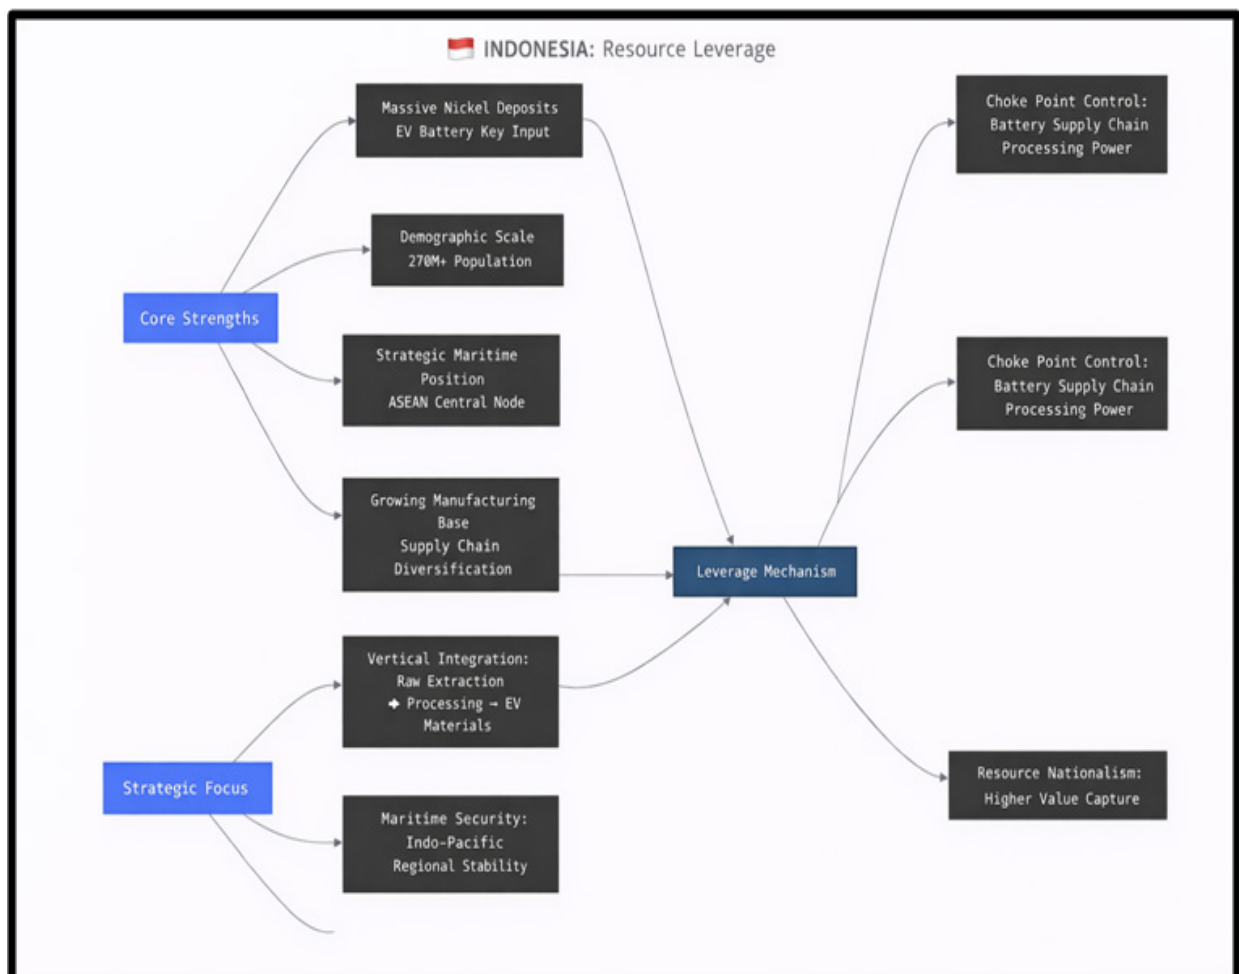 INDONESIA: Resource Leverage
Massive Nickel Deposits
EV Battery Key Input
Demographic Scale
270M+ Population
Core Strengths
Strategic Maritime
Position
ASEAN Central Node
Growing Manufacturing
Base
Supply Chain
Diversification
Vertical Integration:
Raw Extraction
→ Processing → EV
Materials
Strategic Focus
Maritime Security:
Indo-Pacific
Regional Stability
Leverage Mechanism
Choke Point Control:
Battery Supply Chain
Processing Power
Choke Point Control:
Battery Supply Chain
Processing Power
Resource Nationalism:
Higher Value Capture